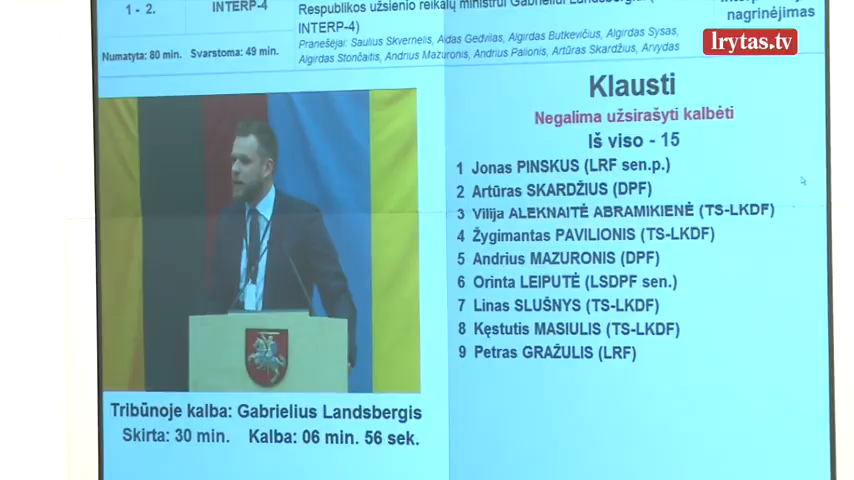 1 - 2.
INTERP-4
Respublikos užsienio reikalų ministrui Gabrieliui
INTERP-4)
nagrinėjimas
lrytas.tv
Pranešėjai: Saulius Skvernelis, Aidas Gedvilas, Algirdas Butkevičius, Algirdas Sysas,
Algirdas Stončaitis, Andrius Mazuronis, Andrius Palionis, Artūras Skardžius, Arvydas
Numatyta: 80 min. Svarstoma: 49 min.
Klausti
Negalima užsirašyti kalbėti
Iš viso - 15
1 Jonas PINSKUS (LRF sen.p.)
2 Artūras SKARDŽIUS (DPF)
3 Vilija ALEKNAITĖ ABRAMIKIENĖ (TS-LKDF)
4 Žygimantas PAVILIONIS (TS-LKDF)
5 Andrius MAZURONIS (DPF)
6 Orinta LEIPUTĖ (LSDPF sen.)
7 Linas SLUŠNYS (TS-LKDF)
8 Kęstutis MASIULIS (TS-LKDF)
9 Petras GRAŽULIS (LRF)
Tribūnoje kalba: Gabrielius Landsbergis
Skirta: 30 min. Kalba: 06 min. 56 sek.